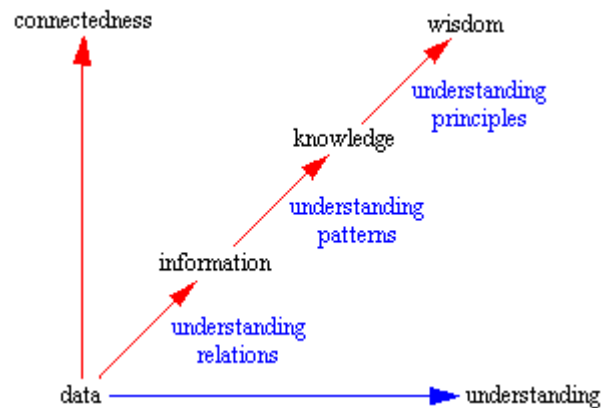 connectedness
wisdom
understanding
principles
knowledge
understanding
patterns
information
understanding
relations
data
understanding